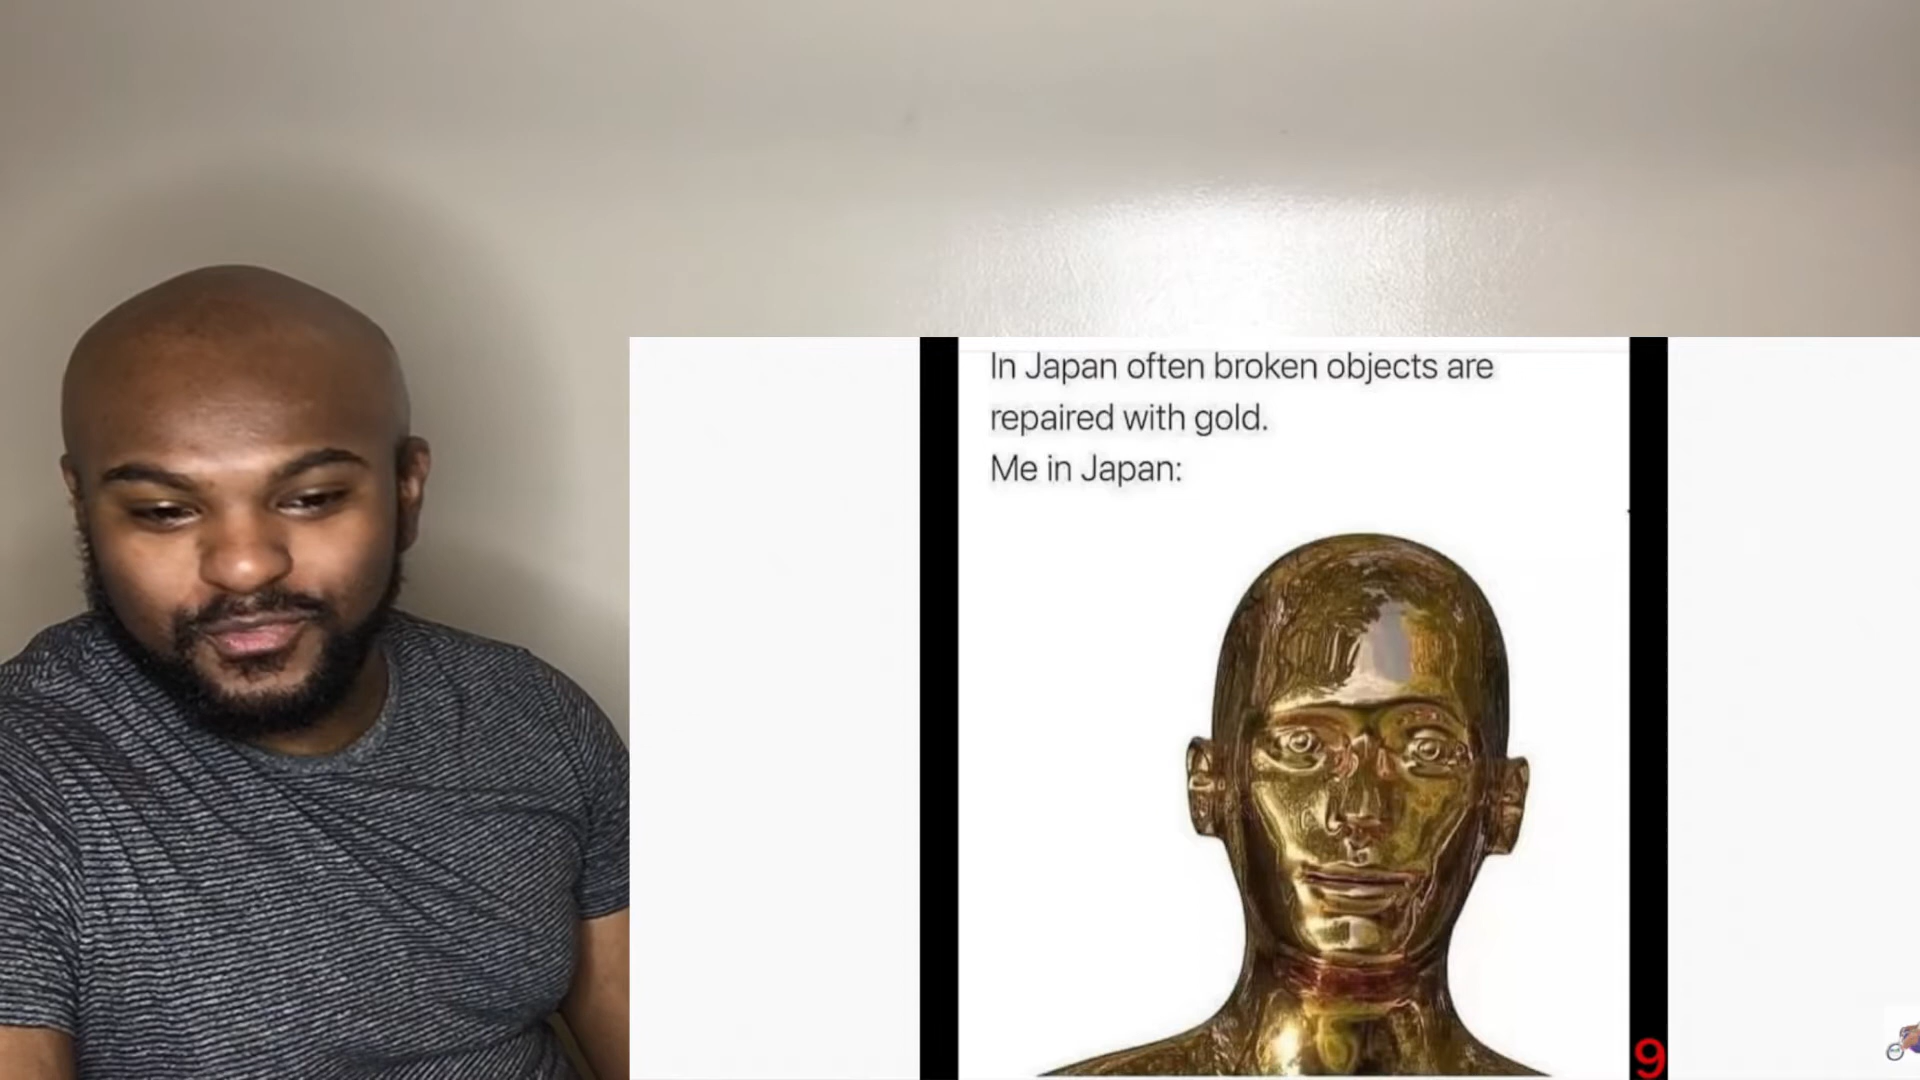 In Japan often broken objects are
repaired with gold.
Me in Japan:
9